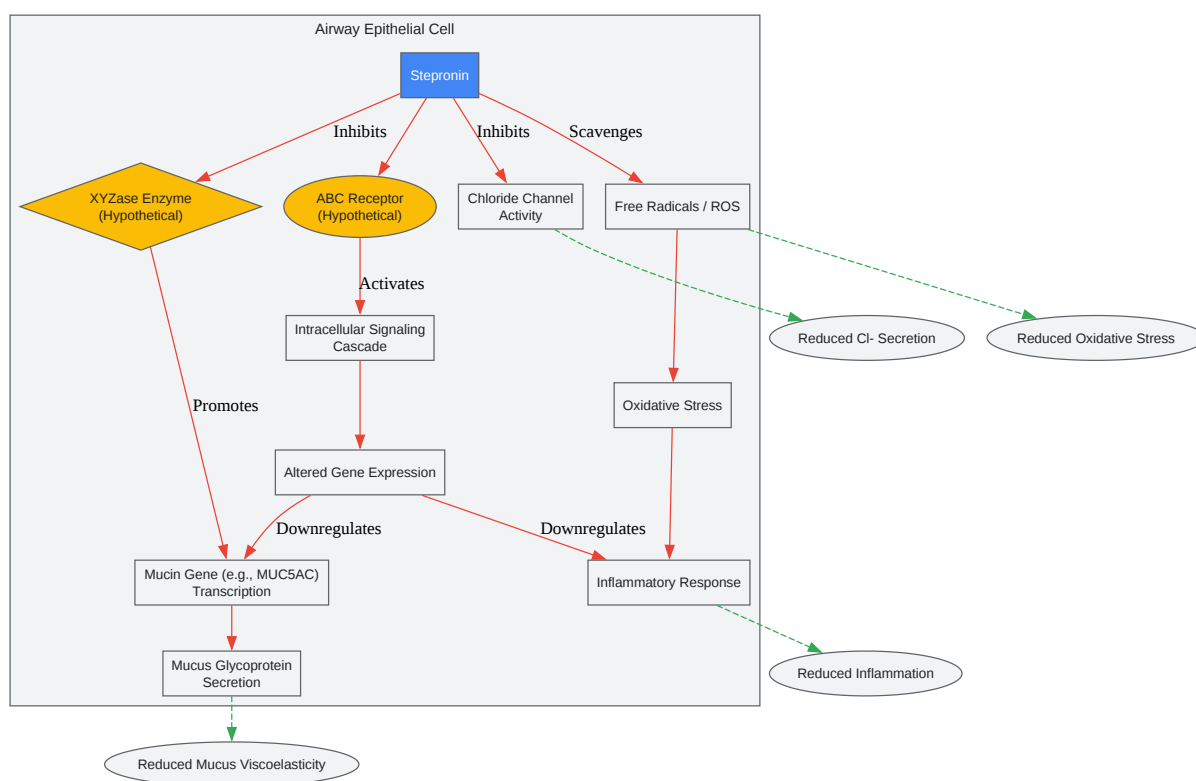 Airway Epithelial Cell
Stepronin
Inhibits
Inhibits
Scavenges
XYZase Enzyme
(Hypothetical)
ABC Receptor
(Hypothetical)
Chloride Channel
Activity
Free Radicals / ROS
Activates
Intracellular Signaling
Cascade
Reduced Cl- Secretion
Reduced Oxidative Stress
Promotes
Oxidative Stress
Altered Gene Expression
Downregulates
Downregulates
Mucin Gene (e.g., MUC5AC)
Transcription
Inflammatory Response
Mucus Glycoprotein
Secretion
Reduced Inflammation
Reduced Mucus Viscoelasticity